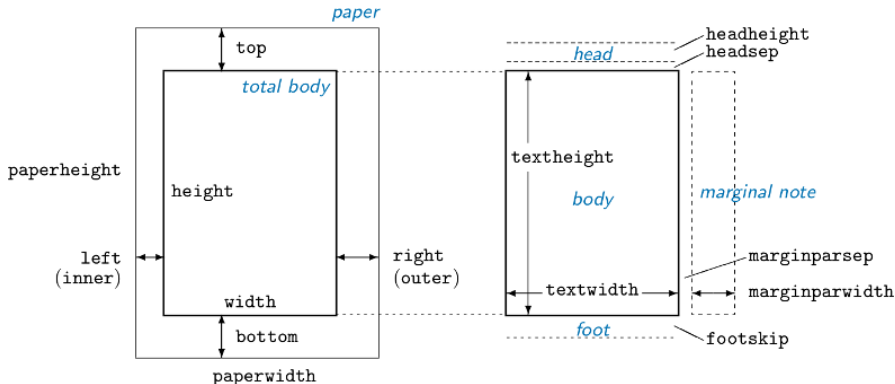 paper
top
total body
paperheight
height
left
(inner)
right
(outer)
width
bottom
paperwidth
headheight
head
headsep
textheight
body
marginal note
marginparsep
textwidth
marginparwidth
foot
footskip